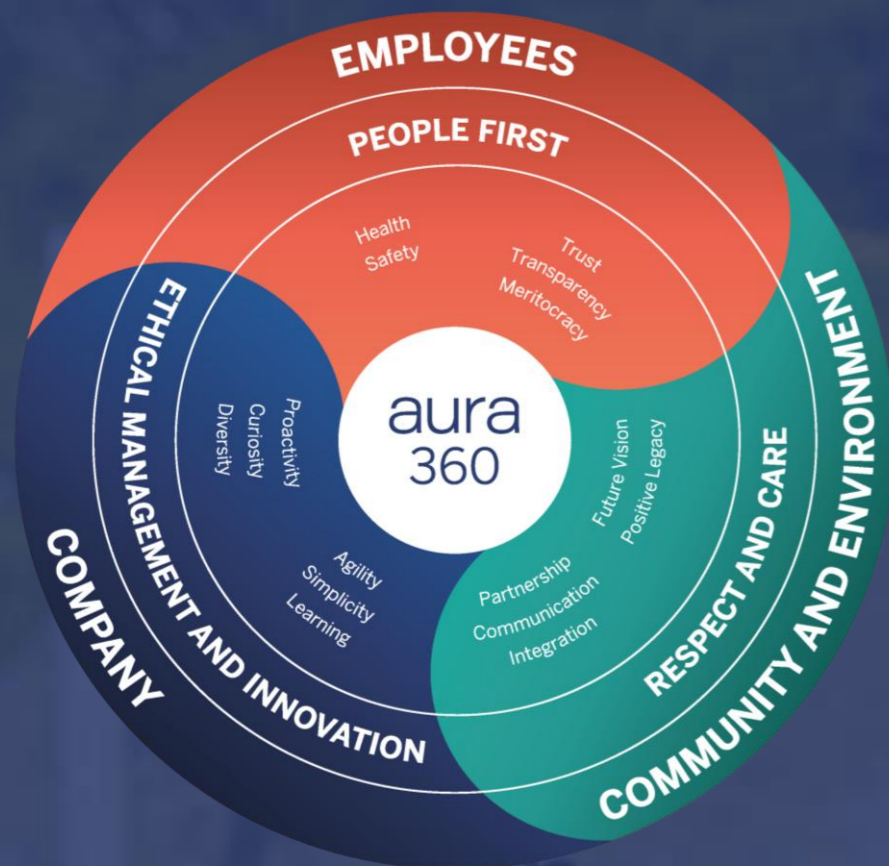 EMPLOYEES
PEOPLE FIRST
Health
Safety
Trust
Transparency
Meritocracy
COMMUNITY AND ENVIRONMENT
RESPECT AND CARE
Future Vision
Positive Legacy
Partnership
Communication
Integration
COMPANY
ETHICAL MANAGEMENT AND INNOVATION
Proactivity
Curiosity
Diversity
Agility
Simplicity
Learning
aura
360